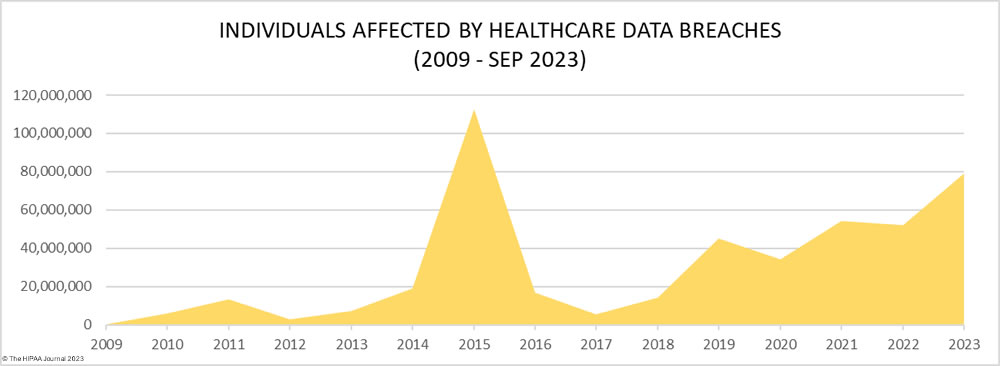 INDIVIDUALS AFFECTED BY HEALTHCARE DATA BREACHES
(2009 - SEP 2023)
120,000,000
100,000,000
80,000,000
60,000,000
40,000,000
20,000,000
0
2009 2010 2011 2012 2013 2014 2015 2016 2017 2018 2019 2020 2021 2022 2023
© The HIPAA Journal 2023